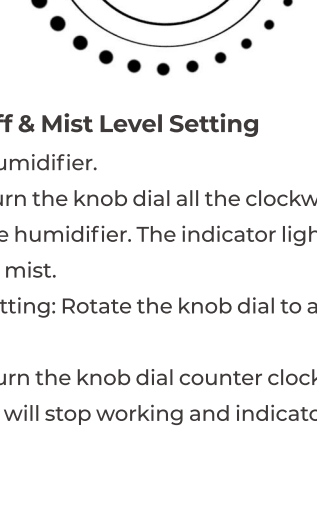 ff & Mist Level Setting
umidifier.
urn the knob dial all the clockw
e humidifier. The indicator ligh
mist.
tting: Rotate the knob dial to a
urn the knob dial counter clock
will stop working and indicato